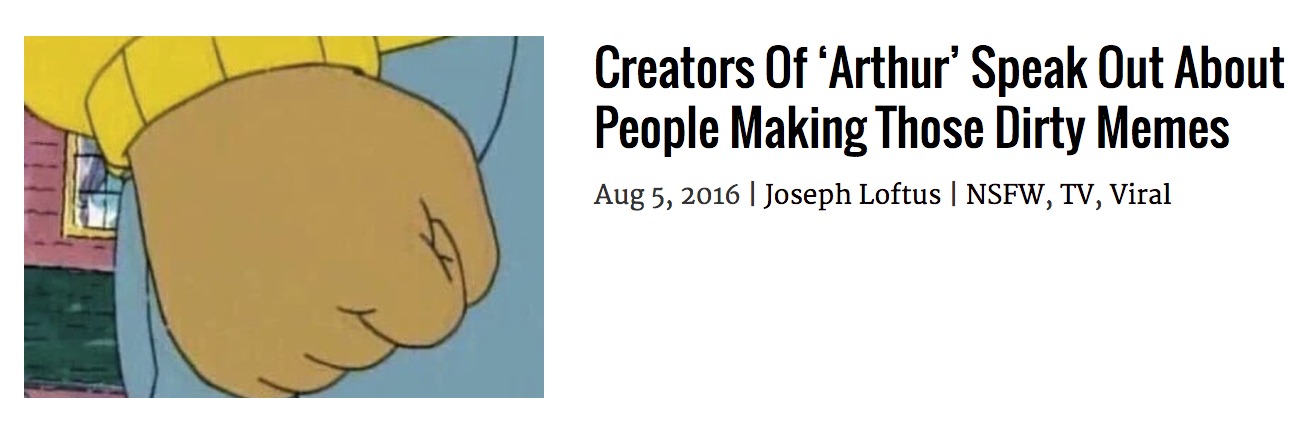 Creators Of ‘Arthur’ Speak Out About
People Making Those Dirty Memes
Aug 5, 2016 | Joseph Loftus | NSFW, TV, Viral